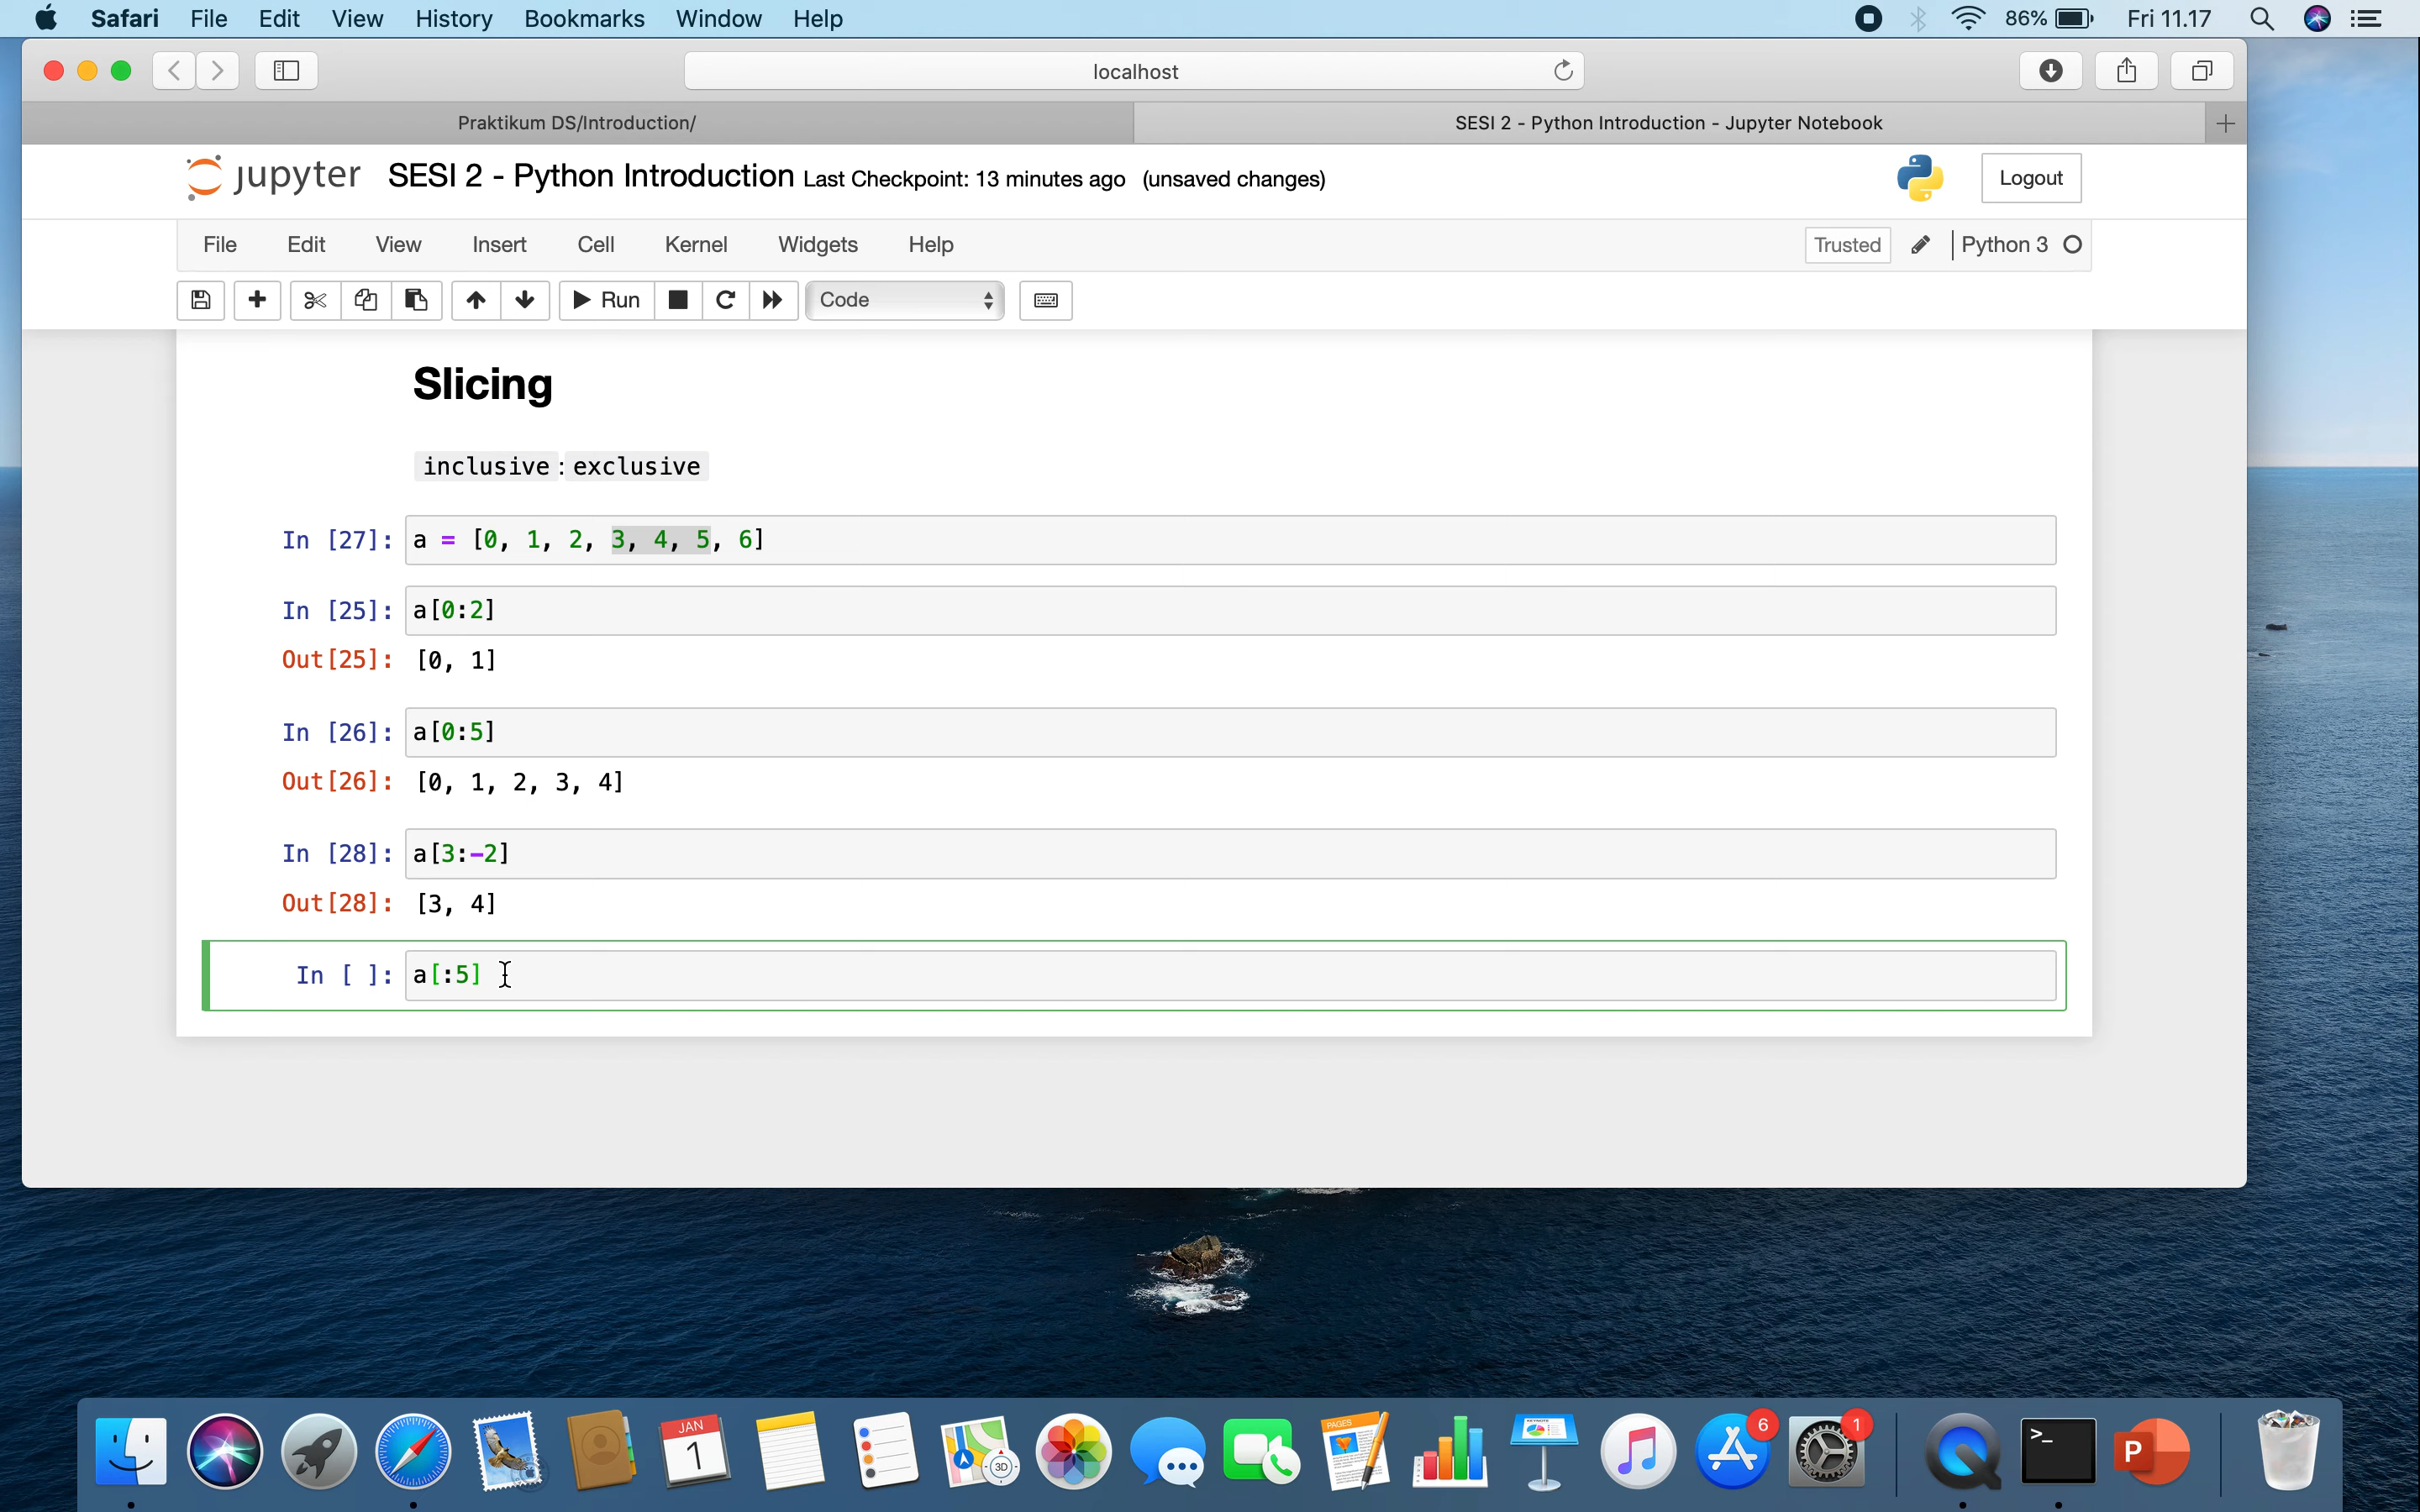 Safari File Edit View History Bookmarks Window Help 86% Fri 11.17
localhost
Praktikum DS/Introduction/ SESI 2 - Python Introduction - Jupyter Notebook
jupyter SESI 2 - Python Introduction Last Checkpoint: 13 minutes ago (unsaved changes) Logout
File Edit View Insert Cell Kernel Widgets Help Trusted Python 3
Run Code
Slicing
inclusive : exclusive
In [27]: a = [0, 1, 2, 3, 4, 5, 6]
In [25]: a[0:2]
Out[25]: [0, 1]
In [26]: a[0:5]
Out[26]: [0, 1, 2, 3, 4]
In [28]: a[3:-2]
Out[28]: [3, 4]
In [ ]: a[:5]
JAN
1
3D
PAGES
KEYNOTE
6
1
>_
P